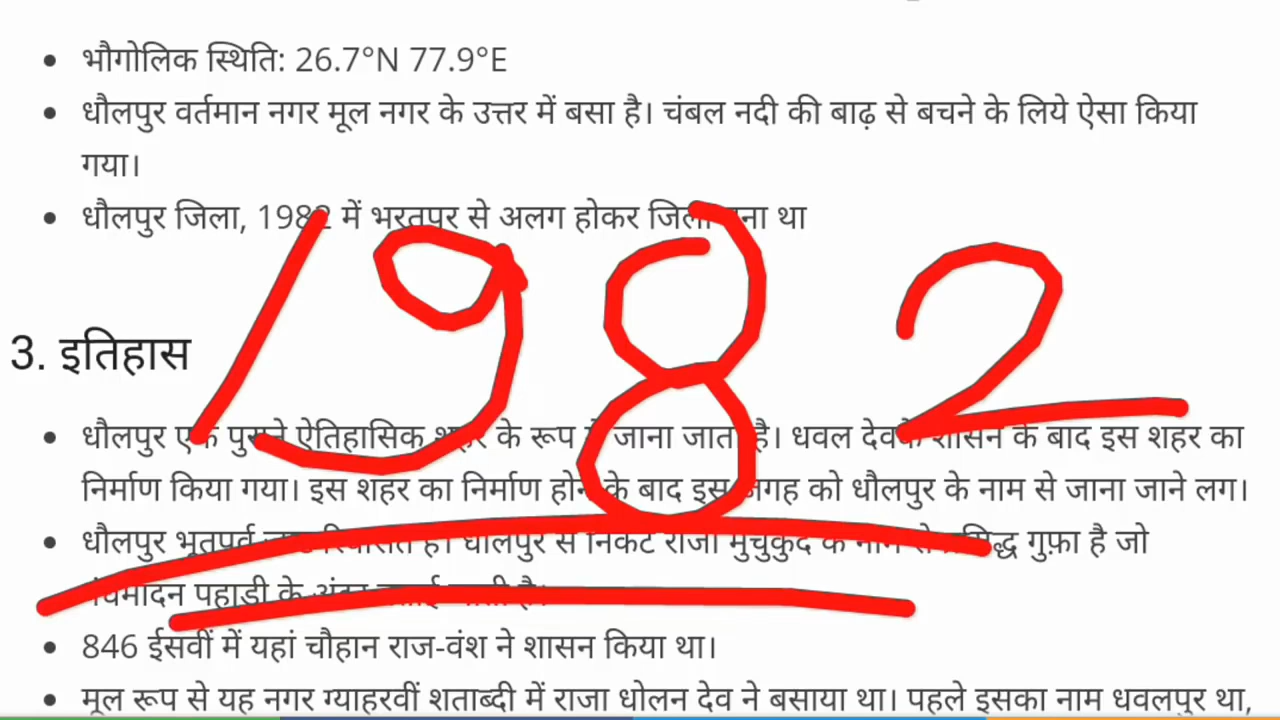 • भौगोलिक स्थिति: 26.7°N 77.9°E
• धौलपुर वर्तमान नगर मूल नगर के उत्तर में बसा है। चंबल नदी की बाढ़ से बचने के लिये ऐसा किया
गया।
• धौलपुर जिला, 1982 में भरतपुर से अलग होकर जिला बना था
1982
3. इतिहास
• धौलपुर एक पुराने ऐतिहासिक शहर के रूप में जाना जाता है। धवल देव के शासन के बाद इस शहर का
निर्माण किया गया। इस शहर का निर्माण होने के बाद इस जगह को धौलपुर के नाम से जाना जाने लग।
• धौलपुर भूतपूर्व रियासत है। धौलपुर से निकट राजा मुचुकुंद के नाम से प्रसिद्ध गुफ़ा है जो
पहाड़ी के अंदर है।
• 846 ईसवीं में यहां चौहान राज-वंश ने शासन किया था।
• मूल रूप से यह नगर ग्याहरवीं शताब्दी में राजा धोलन देव ने बसाया था। पहले इसका नाम धवलपुर था,